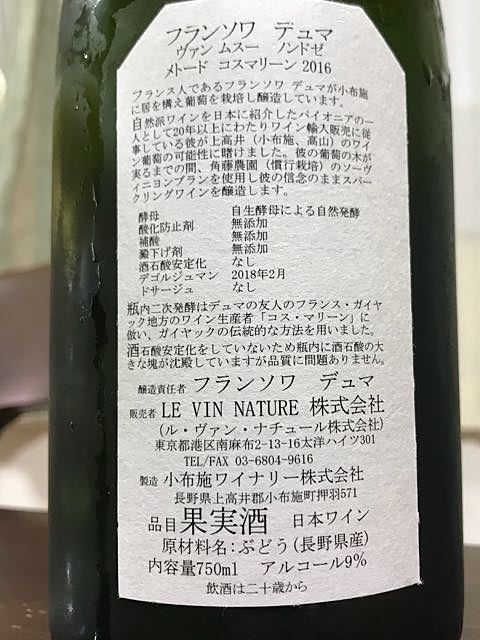 フランソワ デュマ
ヴァン ムスー ノンドゼ
メトード コスマリーン 2016
フランス人であるフランソワ デュマが小布施
に居を構え葡萄を栽培し醸造しています。
自然派ワインを日本に紹介したパイオニアの一
人として20年以上にわたりワイン輸入販売に従
事している彼が上高井（小布施、高山）のワイ
ン葡萄の可能性に賭けました。彼の葡萄の木が
実るまでの間、角藤農園（慣行栽培）のソーヴ
ィニヨンブランを使用し彼の信念のままスパー
クリングワインを醸造します。
酵母 自生酵母による自然発酵
酸化防止剤 無添加
補酸 無添加
澱下げ剤 無添加
酒石酸安定化 なし
デゴルジュマン 2018年2月
ドサージュ なし
瓶内二次発酵はデュマの友人のフランス・ガイヤ
ック地方のワイン生産者「コス・マリーン」に
倣い、ガイヤックの伝統的な方法を用いました。
酒石酸安定化をしていないため瓶内に酒石酸の大
きな塊が沈殿していますが品質に問題ありません。
醸造責任者 フランソワ デュマ
販売者 LE VIN NATURE 株式会社
(ル・ヴァン・ナチュール株式会社)
東京都港区南麻布2-13-16太洋ハイツ301
TEL/FAX 03-6804-9616
製造 小布施ワイナリー株式会社
長野県上高井郡小布施町押羽571
品目 果実酒 日本ワイン
原材料名：ぶどう(長野県産)
内容量750ml アルコール9%
飲酒は二十歳から